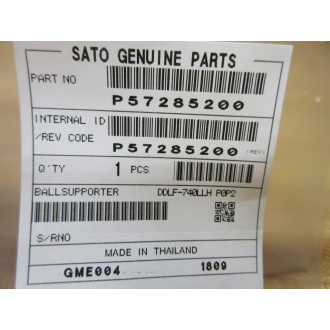 SATO GENUINE PARTS
PART NO
P57285200
INTERNAL ID
/REV CODE
P57285200 (REV)
Q'TY 1 PCS
BALLSUPPORTER DDLF-740LLH P0P2
S/RNO
MADE IN THAILAND
GME004 1809